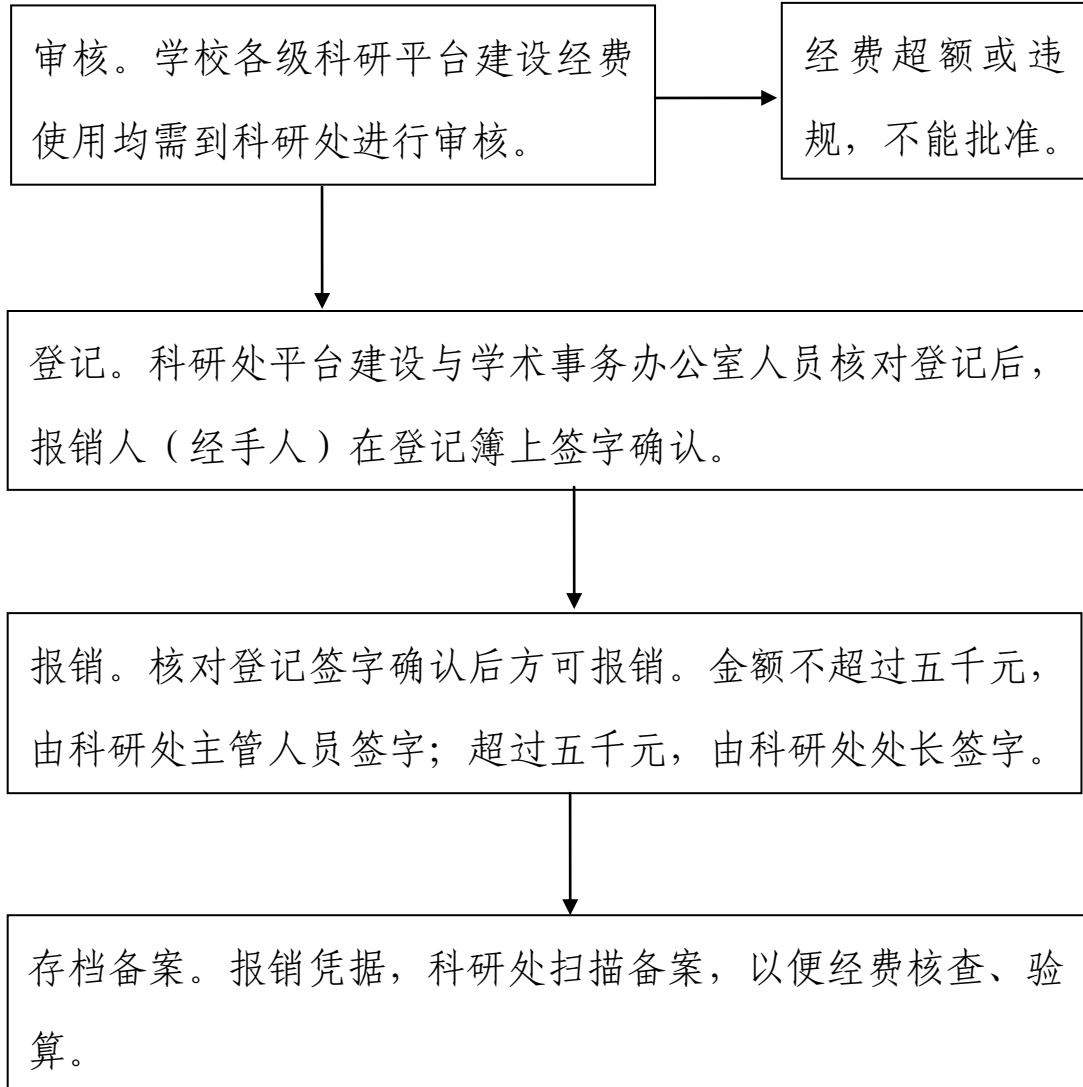 审核。学校各级科研平台建设经费
使用均需到科研处进行审核。
经费超额或违
规，不能批准。
登记。科研处平台建设与学术事务办公室人员核对登记后，
报销人（经手人）在登记簿上签字确认。
报销。核对登记签字确认后方可报销。金额不超过五千元，
由科研处主管人员签字；超过五千元，由科研处处长签字。
存档备案。报销凭据，科研处扫描备案，以便经费核查、验
算。